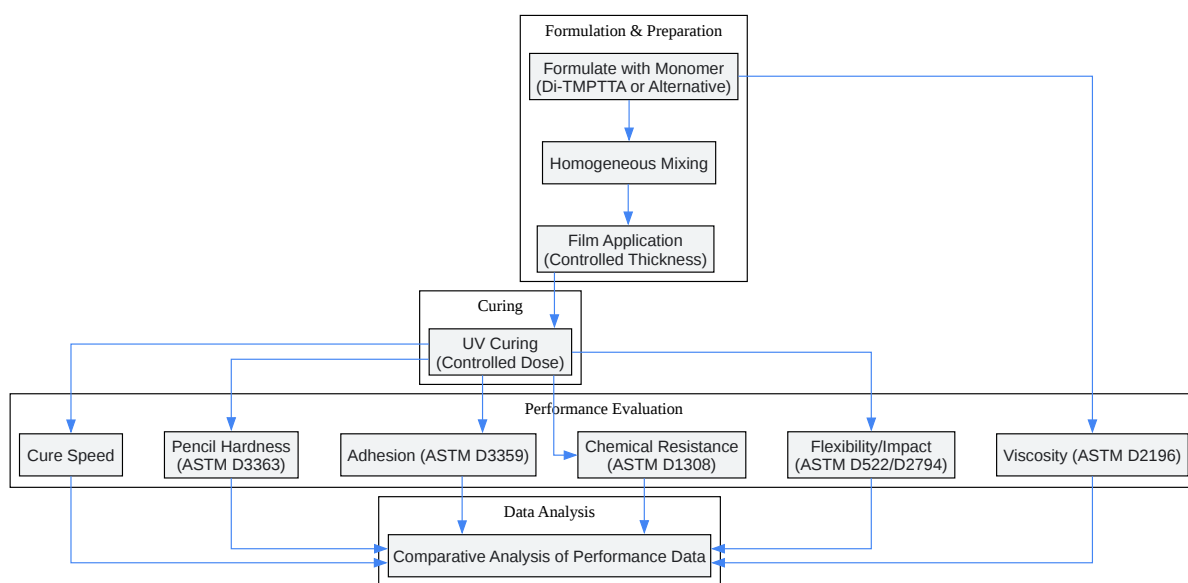 Formulation & Preparation
Formulate with Monomer
(Di-TMPTTA or Alternative)
Homogeneous Mixing
Film Application
(Controlled Thickness)
Curing
UV Curing
(Controlled Dose)
Performance Evaluation
Cure Speed
Pencil Hardness
(ASTM D3363)
Adhesion (ASTM D3359)
Chemical Resistance
(ASTM D1308)
Flexibility/Impact
(ASTM D522/D2794)
Viscosity (ASTM D2196)
Data Analysis
Comparative Analysis of Performance Data